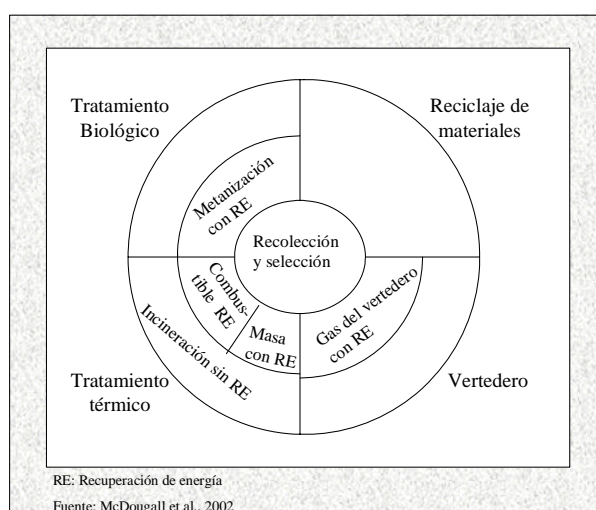 Tratamiento
Biológico
Reciclaje de
materiales
Metanización
con RE
Recolección
y selección
Combus-
tible RE
Masa
con RE
Gas del vertedero
con RE
Incineración sin RE
Tratamiento
térmico
Vertedero
RE: Recuperación de energía
Fuente: McDougall et al., 2002